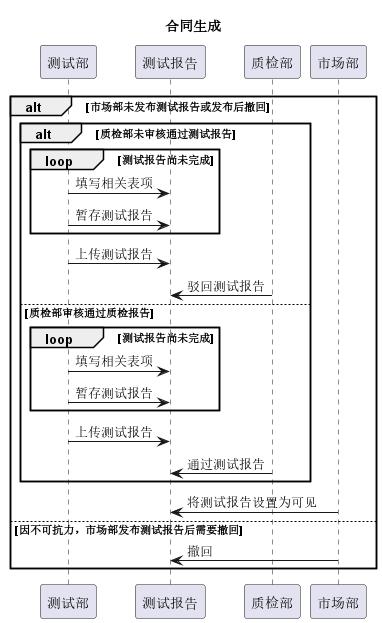 合同生成
测试部 测试报告 质检部 市场部
alt [市场部未发布测试报告或发布后撤回]
alt [质检部未审核通过测试报告]
loop [测试报告尚未完成]
填写相关表项
暂存测试报告
上传测试报告
驳回测试报告
[质检部审核通过质检报告]
loop [测试报告尚未完成]
填写相关表项
暂存测试报告
上传测试报告
通过测试报告
将测试报告设置为可见
[因不可抗力，市场部发布测试报告后需要撤回]
撤回
测试部 测试报告 质检部 市场部